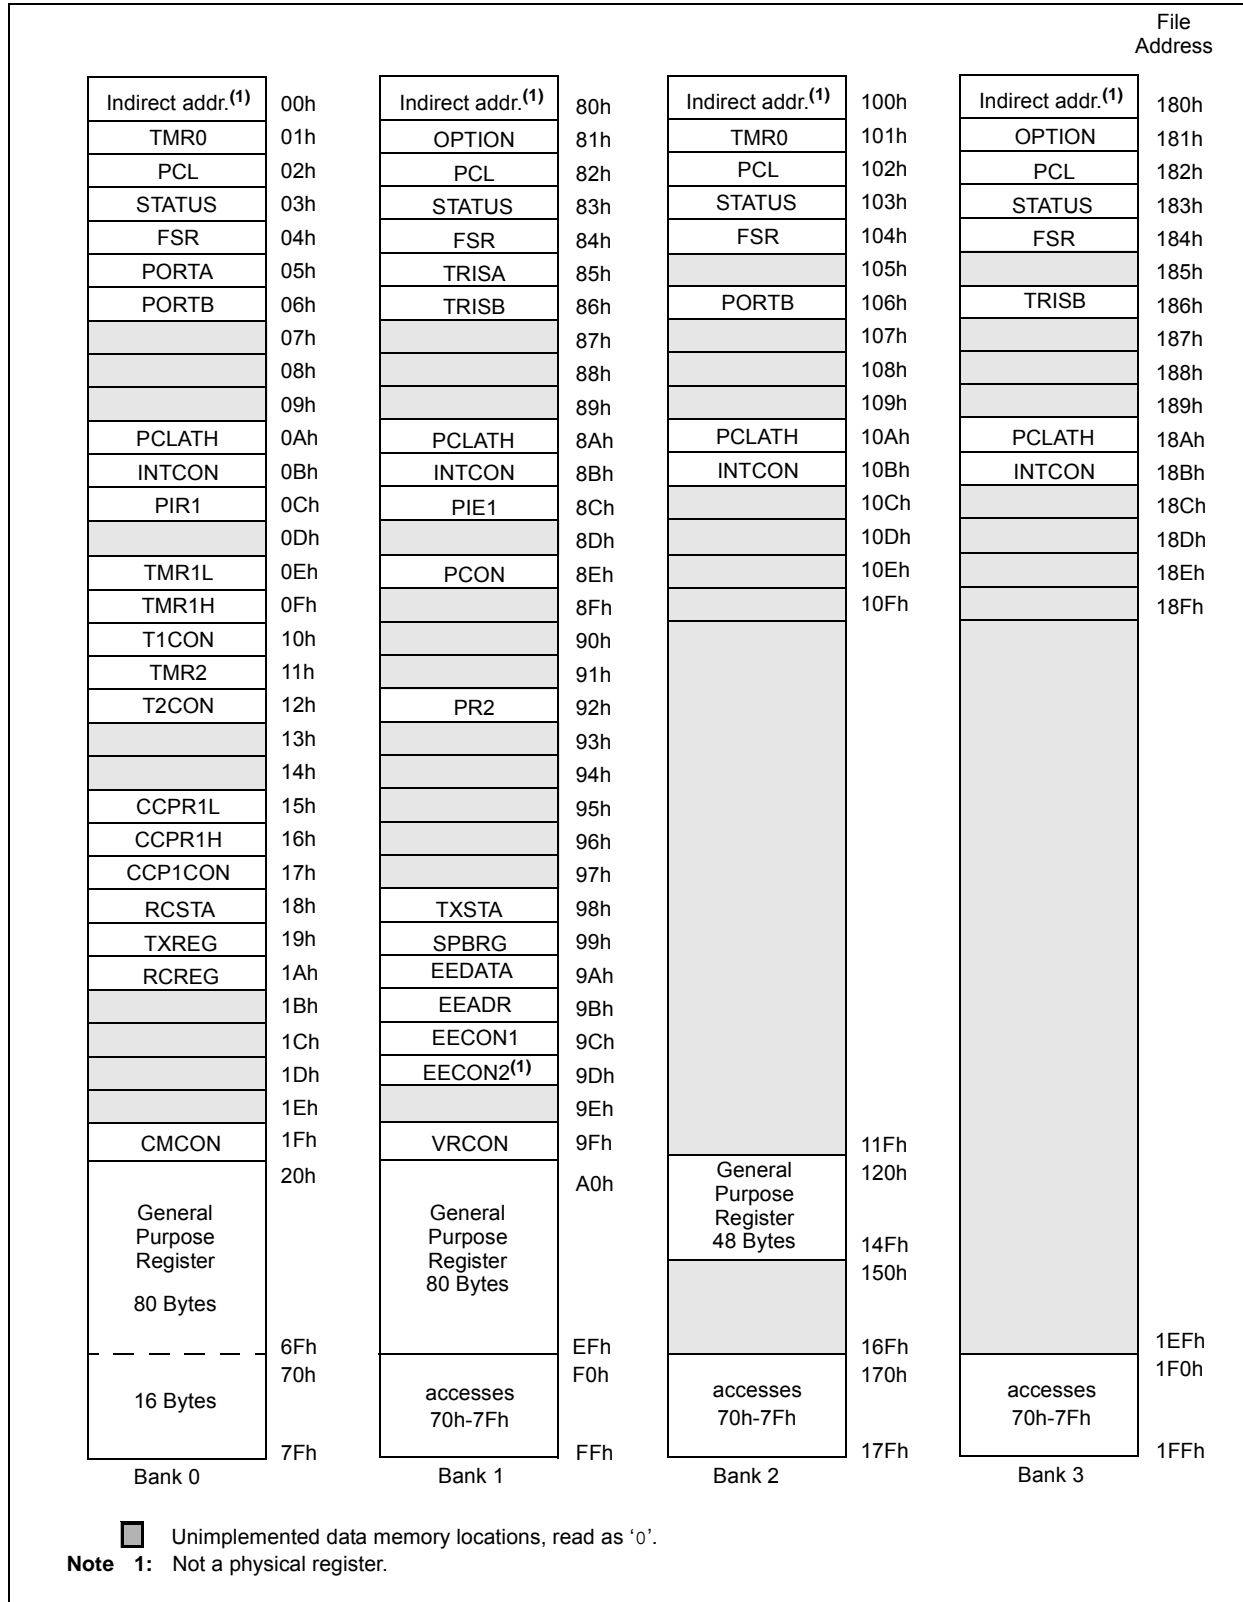 File
Address
Indirect addr.(1) 00h Indirect addr.(1) 80h Indirect addr.(1) 100h Indirect addr.(1) 180h
TMR0 01h OPTION 81h TMR0 101h OPTION 181h
PCL 02h PCL 82h PCL 102h PCL 182h
STATUS 03h STATUS 83h STATUS 103h STATUS 183h
FSR 04h FSR 84h FSR 104h FSR 184h
PORTA 05h TRISA 85h 105h 185h
PORTB 06h TRISB 86h PORTB 106h TRISB 186h
07h 87h 107h 187h
08h 88h 108h 188h
09h 89h 109h 189h
PCLATH 0Ah PCLATH 8Ah PCLATH 10Ah PCLATH 18Ah
INTCON 0Bh INTCON 8Bh INTCON 10Bh INTCON 18Bh
PIR1 0Ch PIE1 8Ch 10Ch 18Ch
0Dh 8Dh 10Dh 18Dh
TMR1L 0Eh PCON 8Eh 10Eh 18Eh
TMR1H 0Fh 8Fh 10Fh 18Fh
T1CON 10h 90h
TMR2 11h 91h
T2CON 12h PR2 92h
13h 93h
14h 94h
CCPR1L 15h 95h
CCPR1H 16h 96h
CCP1CON 17h 97h
RCSTA 18h TXSTA 98h
TXREG 19h SPBRG 99h
RCREG 1Ah EEDATA 9Ah
1Bh EEADR 9Bh
1Ch EECON1 9Ch
1Dh EECON2(1) 9Dh
1Eh 9Eh
CMCON 1Fh VRCON 9Fh 11Fh
20h A0h General 120h
Purpose
General General Register
Purpose Purpose 48 Bytes 14Fh
Register Register 150h
80 Bytes 80 Bytes
6Fh EFh 16Fh 1EFh
70h F0h 170h 1F0h
16 Bytes accesses accesses accesses
70h-7Fh 70h-7Fh 70h-7Fh
7Fh FFh 17Fh 1FFh
Bank 0 Bank 1 Bank 2 Bank 3
Unimplemented data memory locations, read as ‘0’.
Note 1: Not a physical register.